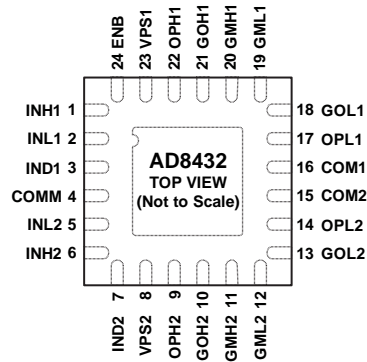 24 ENB
23 VPS1
22 OPH1
21 GOH1
20 GMH1
19 GML1
INH1 1
INL1 2
IND1 3
COMM 4
INL2 5
INH2 6
AD8432
TOP VIEW
(Not to Scale)
18 GOL1
17 OPL1
16 COM1
15 COM2
14 OPL2
13 GOL2
IND2 7
VPS2 8
OPH2 9
GOH2 10
GMH2 11
GML2 12